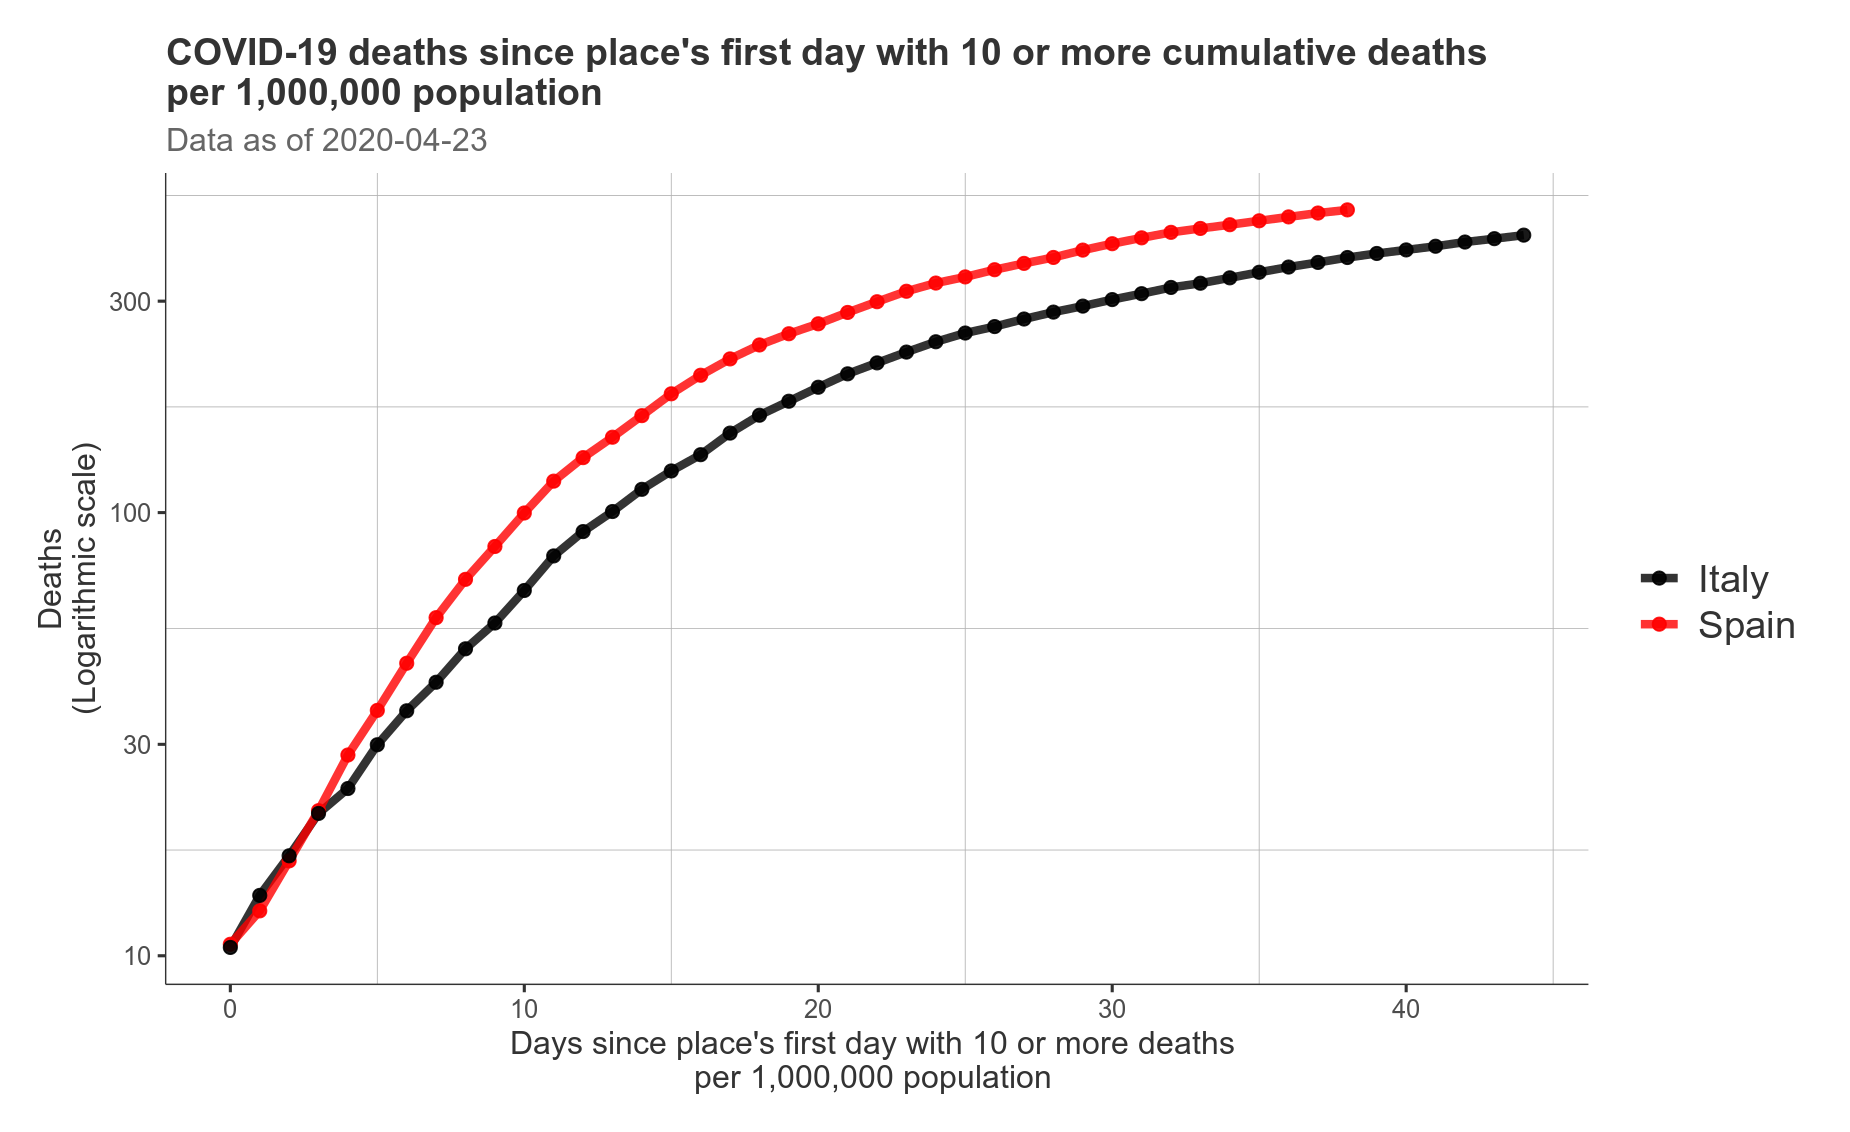 COVID-19 deaths since place's first day with 10 or more cumulative deaths
per 1,000,000 population
Data as of 2020-04-23
Deaths
(Logarithmic scale)
300
100
30
10
0
10
20
30
40
Days since place's first day with 10 or more deaths
per 1,000,000 population
Italy
Spain